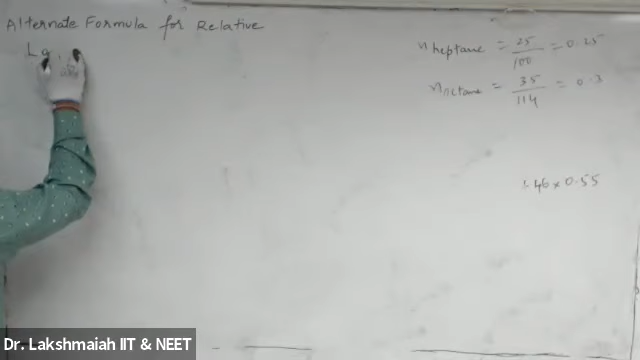 Alternate Formula for Relative
La
n heptane = 25/100 = 0.25
n octane = 35/114 = 0.3
46 × 0.55
Dr. Lakshmaiah IIT & NEET